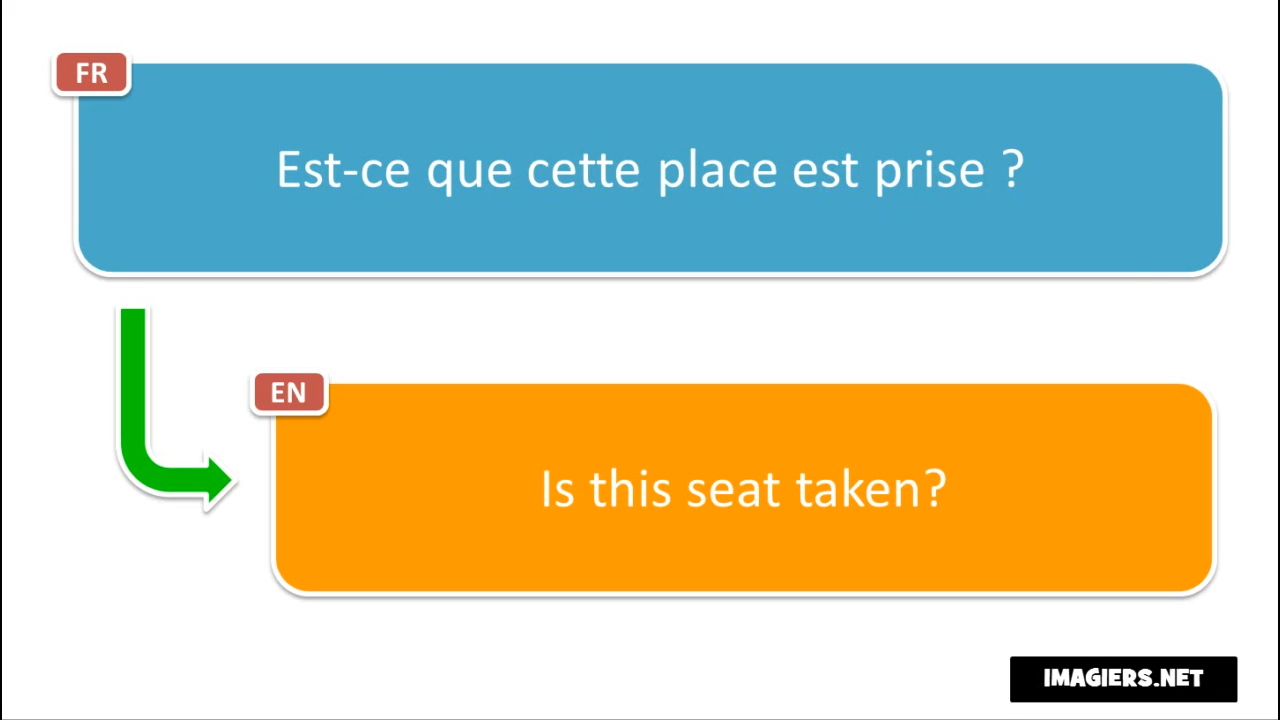 FR
Est-ce que cette place est prise ?
EN
Is this seat taken?
IMAGIERS.NET